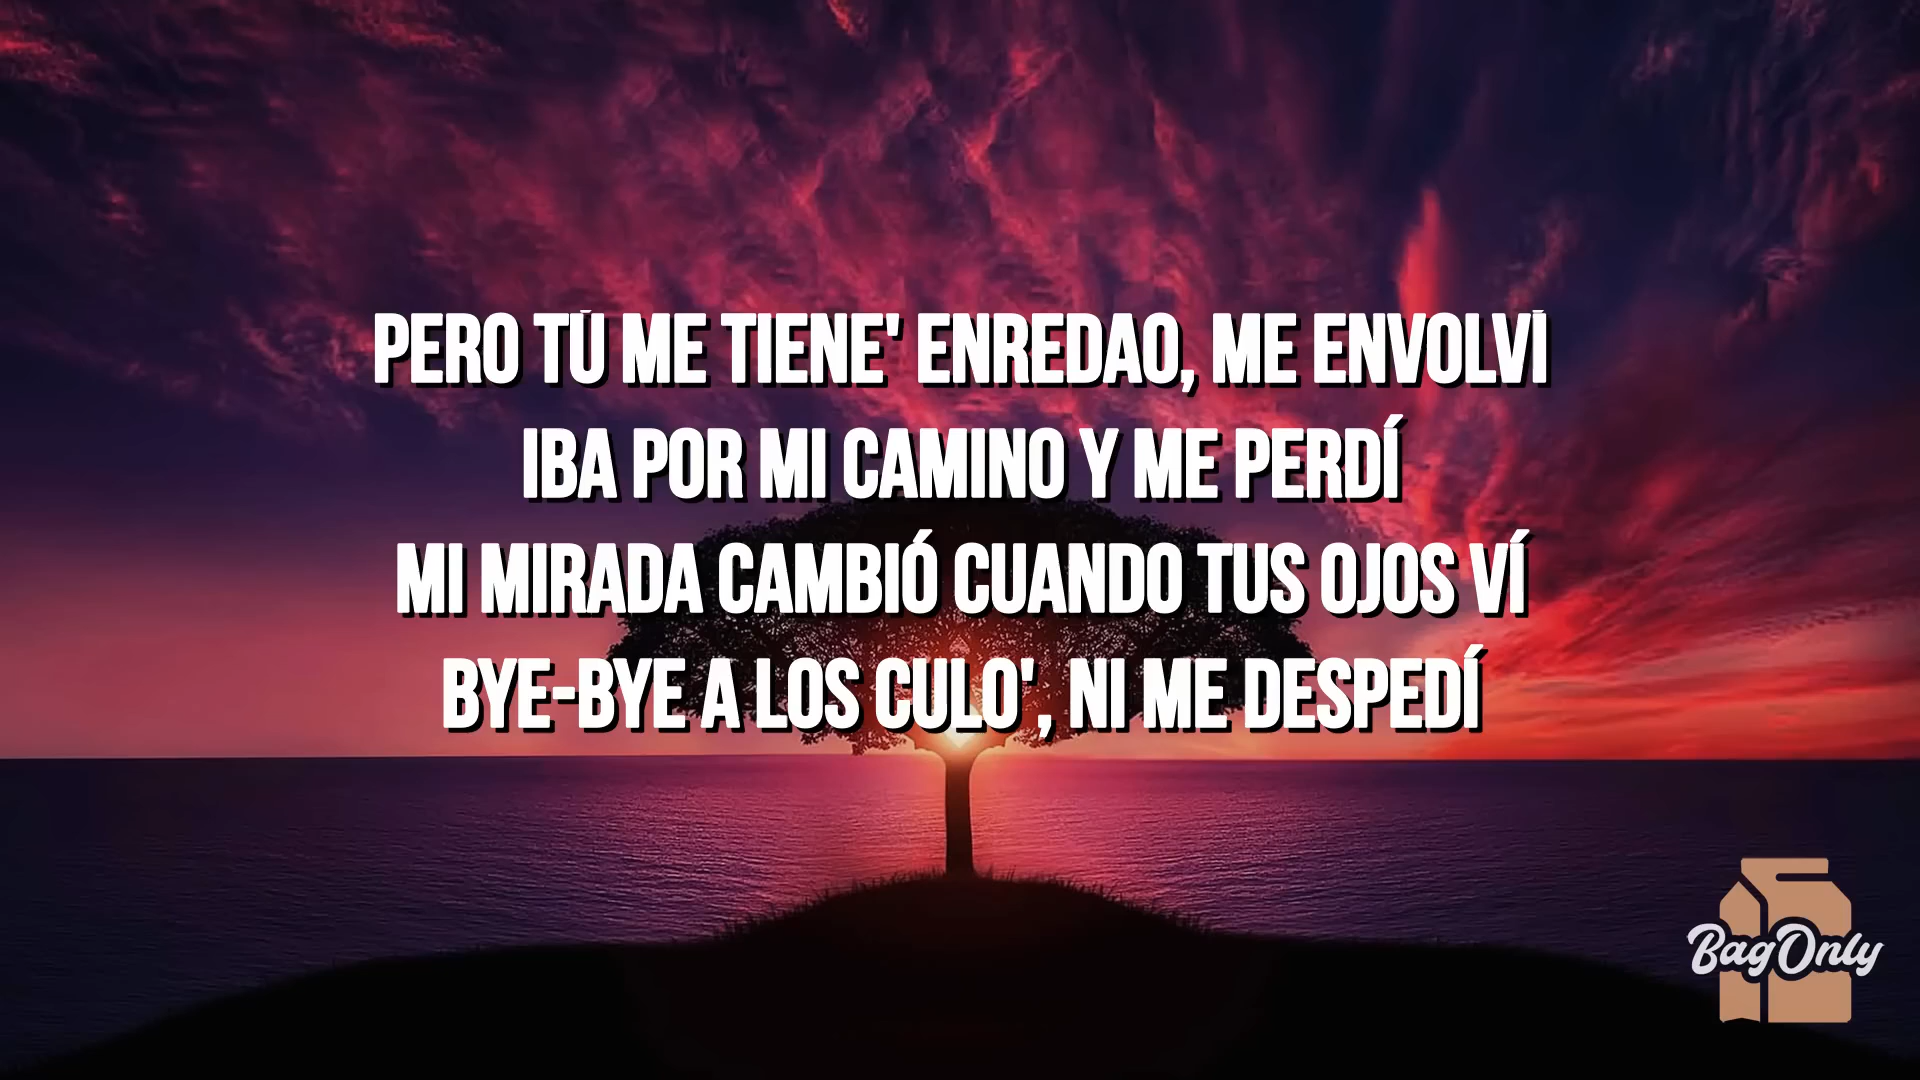 PERO TÚ ME TIENE' ENREDAO, ME ENVOLVÍ
IBA POR MI CAMINO Y ME PERDÍ
MI MIRADA CAMBIÓ CUANDO TUS OJOS VÍ
BYE-BYE A LOS CULO', NI ME DESPEDÍ
BagOnly